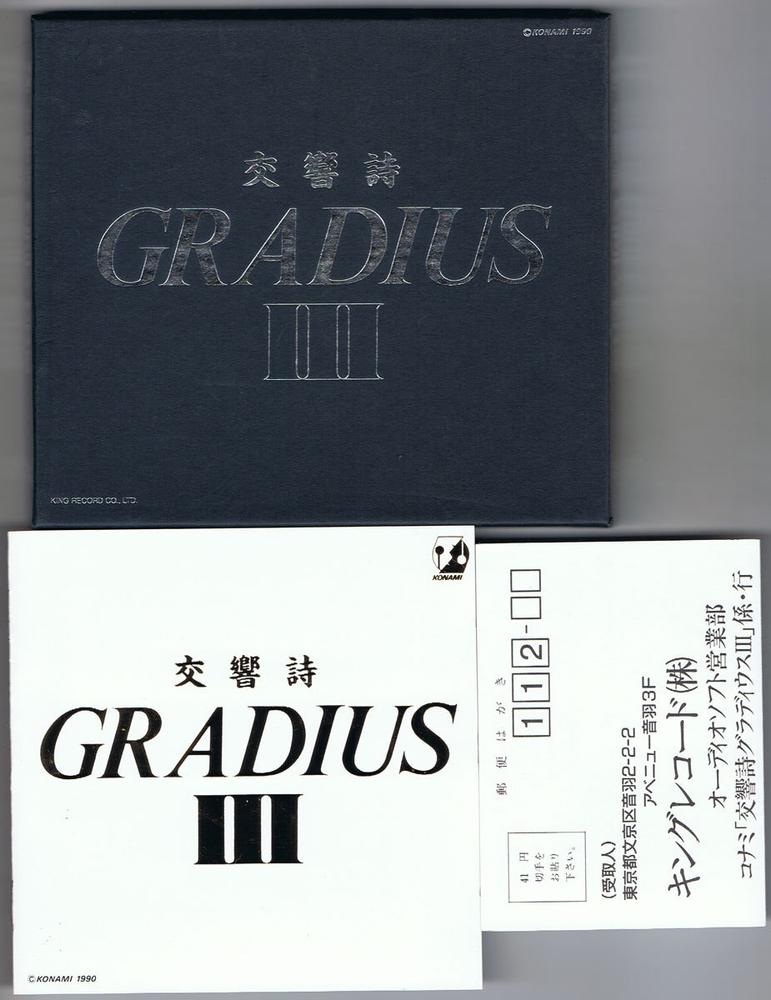 ©KONAMI 1990
交響詩
GRADIUS
III
KING RECORD CO., LTD.
KONAMI
交響詩
GRADIUS
III
©KONAMI 1990
郵便はがき
112-□□
41円
切手を
お貼り
下さい。
(受取人)
東京都文京区音羽2-2-2
アベニュー音羽3F
キングレコード(株)
オーディオソフト営業部
コナミ「交響詩グラディウスIII」係・行